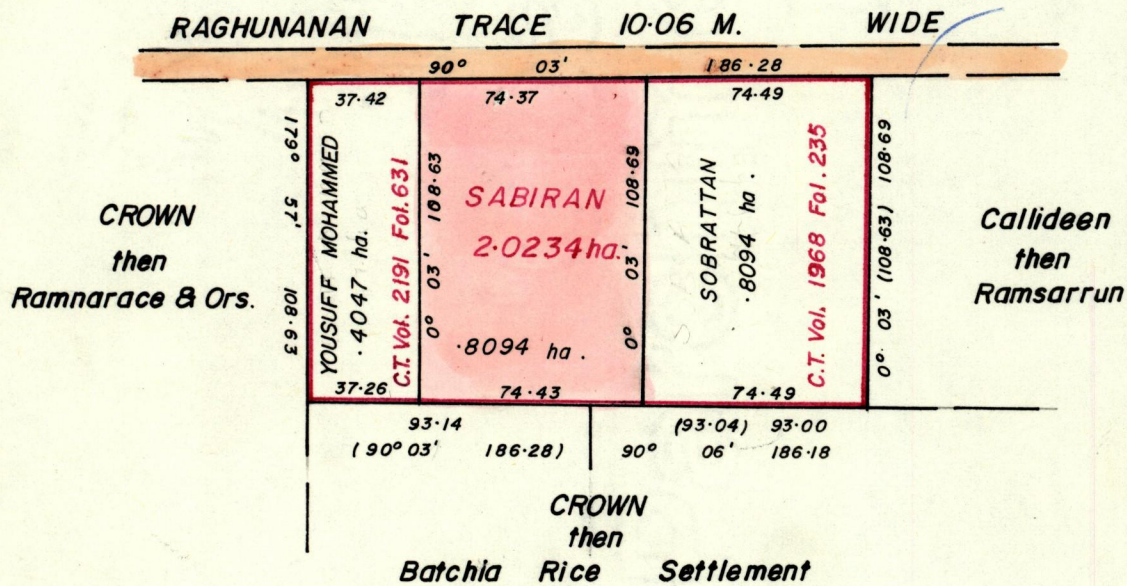 RAGHUNANAN TRACE 10·06 M. WIDE
90° 03' 186·28
37·42 74·37 74·49
179° 57' 108·63
YOUSUFF MOHAMMED
·4047 ha.
C.T. Vol. 2191 Fol. 631
0° 03' 108·63
SABIRAN
2·0234 ha.
·8094 ha.
0° 03' 108·69
SOBRATTAN
·8094 ha.
C.T. Vol. 1968 Fol. 235
0° 03' (108·63) 108·69
CROWN
then
Ramnarace & Ors.
Callideen
then
Ramsarrun
37·26 74·43 74·49
93·14 (93·04) 93·00
(90° 03' 186·28) 90° 06' 186·18
CROWN
then
Batchia Rice Settlement